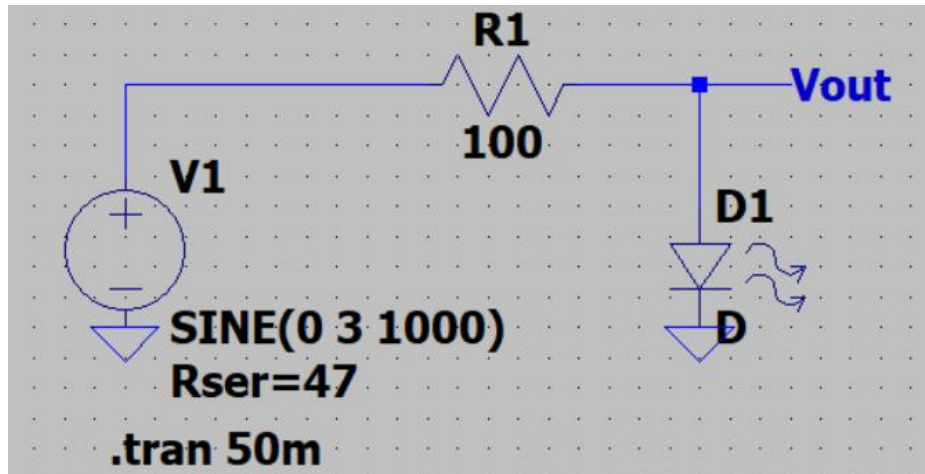 R1
100
Vout
V1
D1
D
SINE(0 3 1000)
Rser=47
.tran 50m